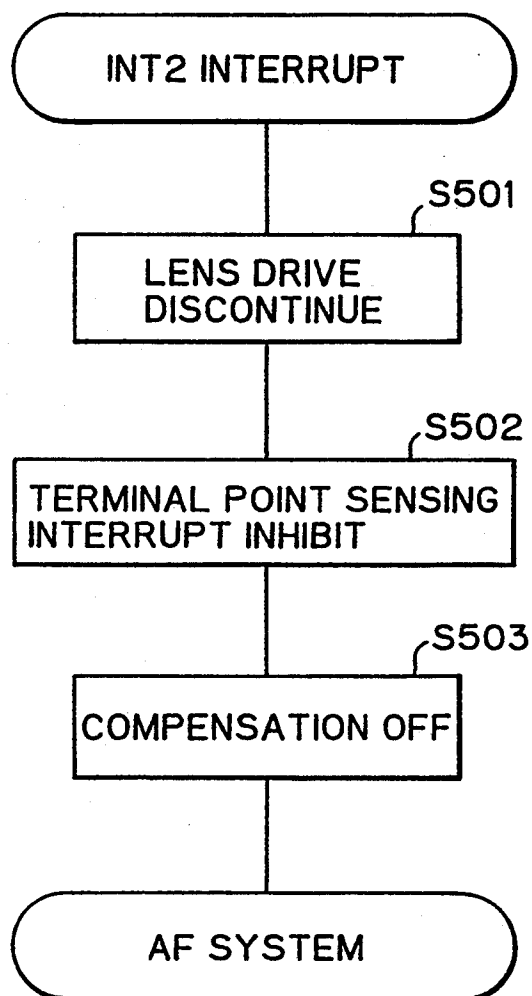 INT2 INTERRUPT
S501
LENS DRIVE
DISCONTINUE
S502
TERMINAL POINT SENSING
INTERRUPT INHIBIT
S503
COMPENSATION OFF
AF SYSTEM